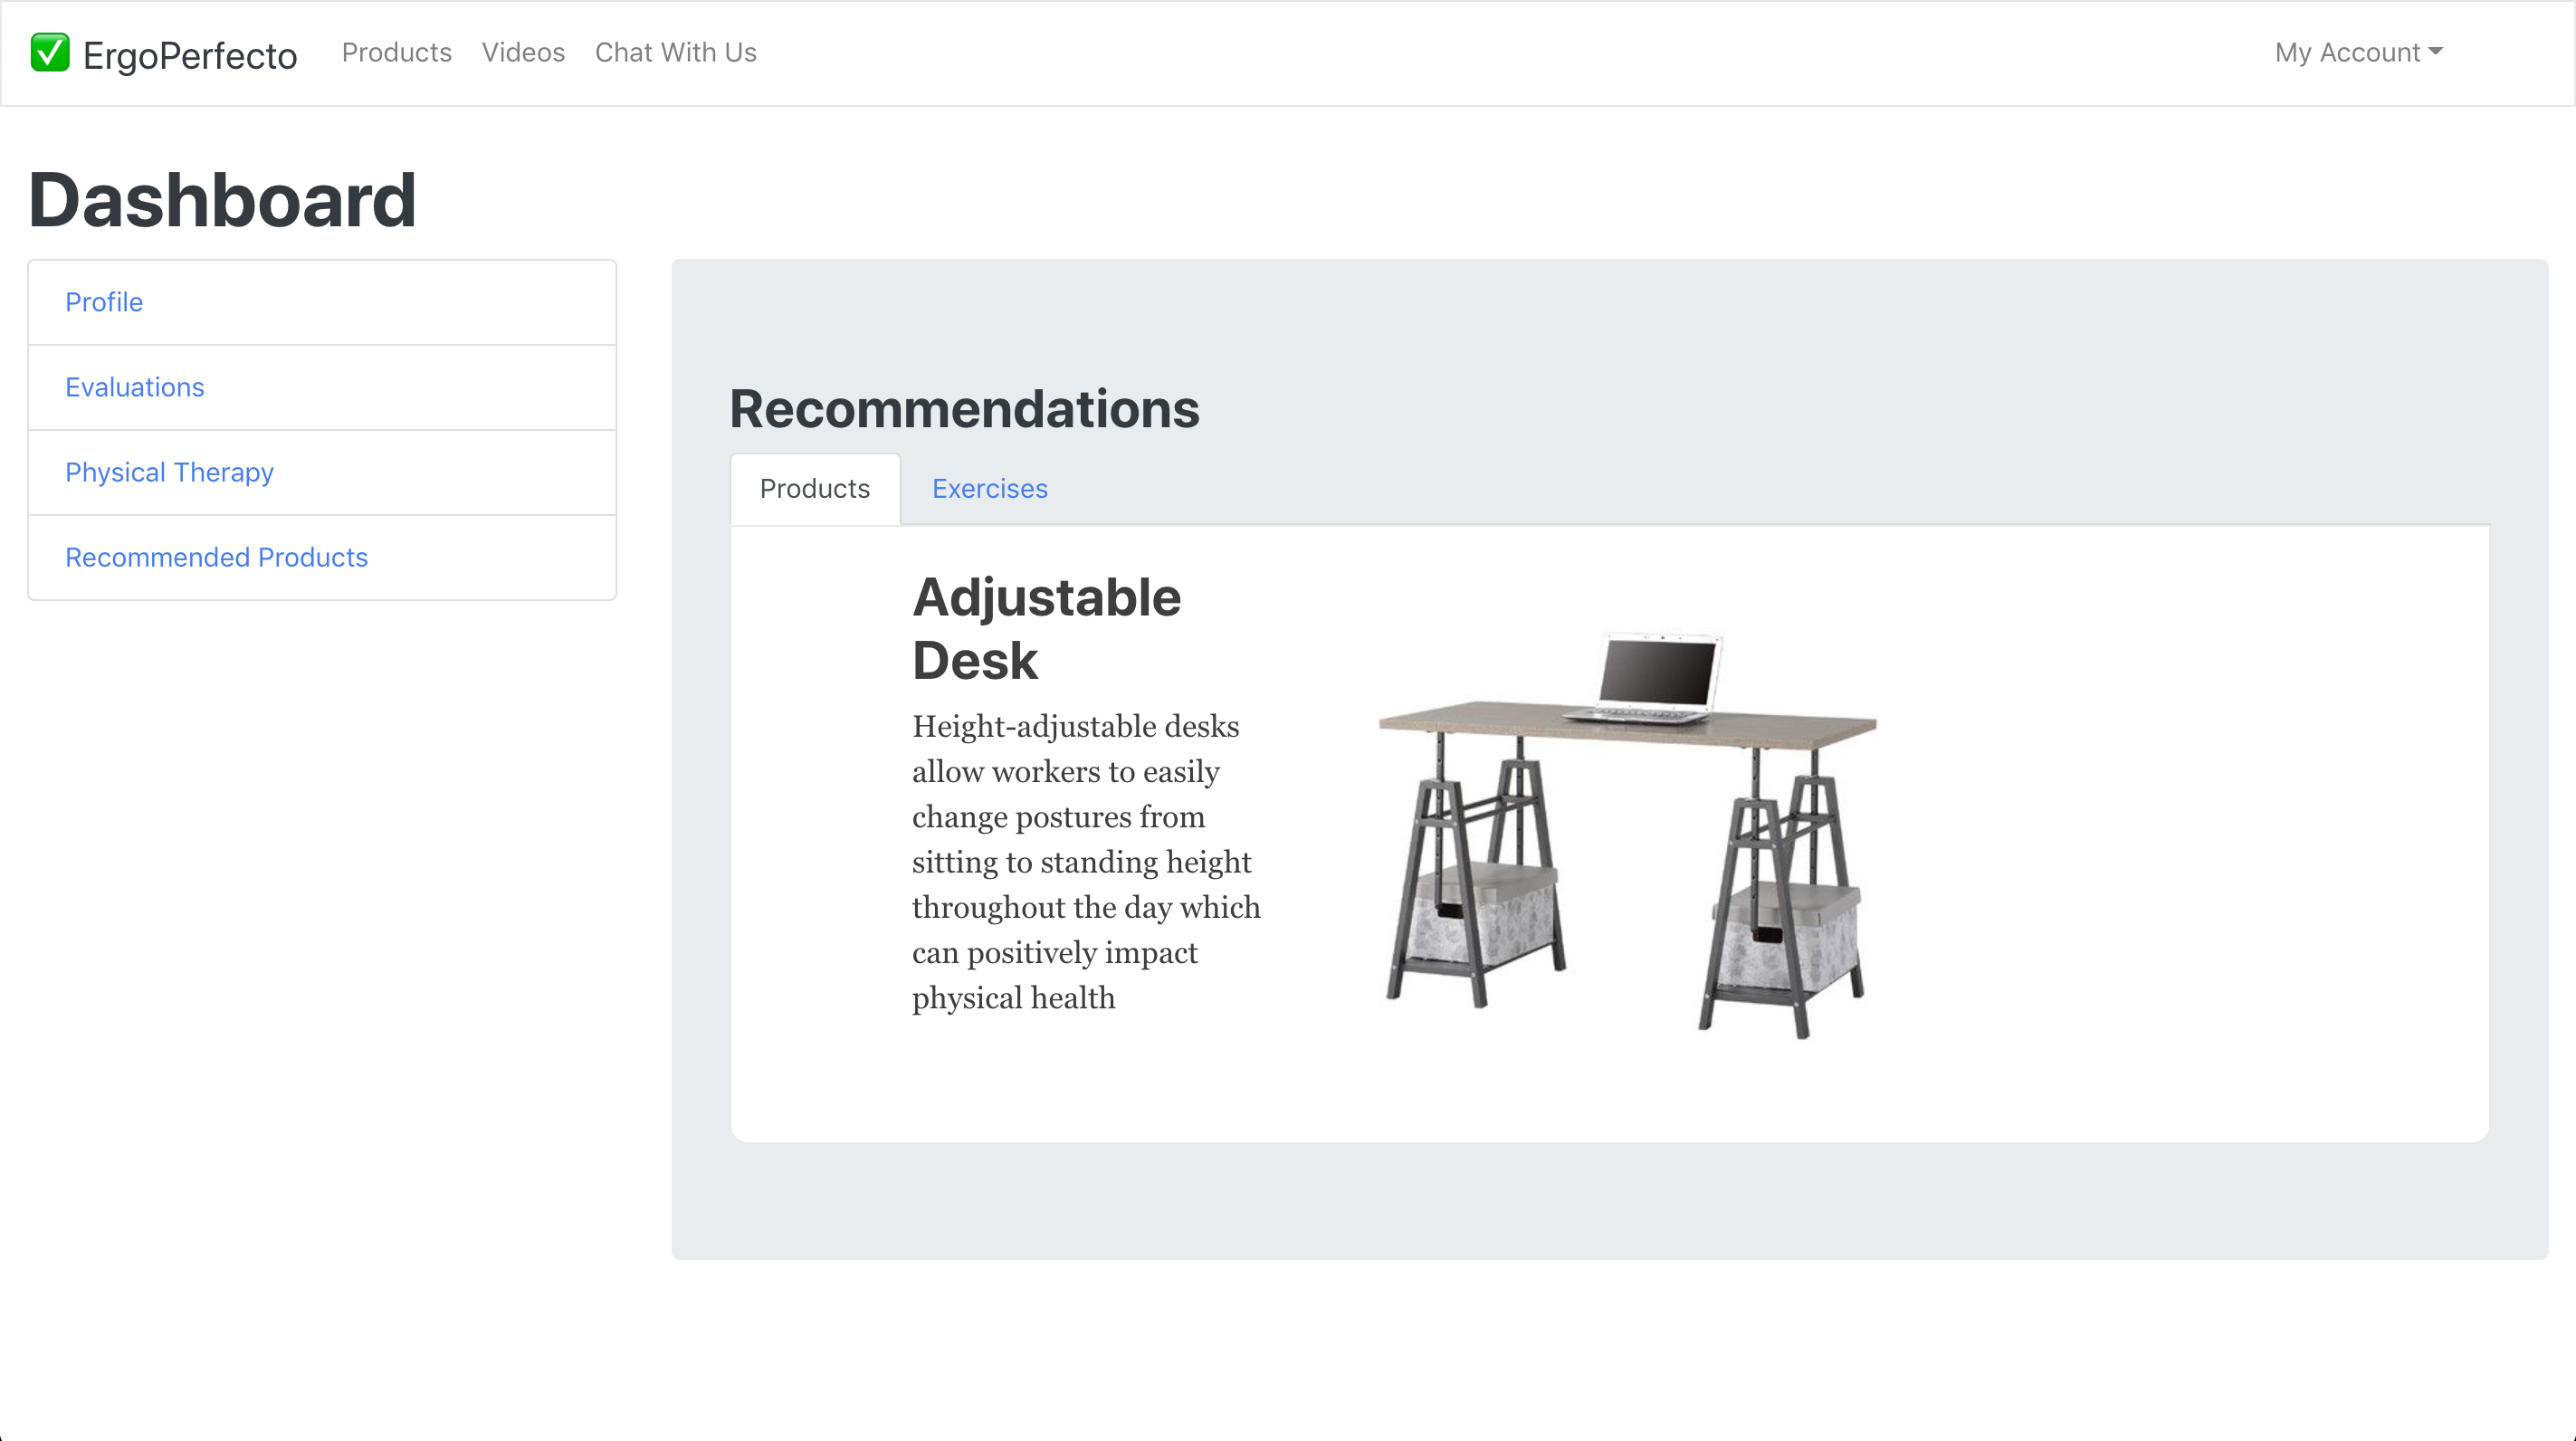 ✅ ErgoPerfecto Products Videos Chat With Us My Account
Dashboard
Profile
Evaluations
Physical Therapy
Recommended Products
Recommendations
Products Exercises
Adjustable
Desk
Height-adjustable desks
allow workers to easily
change postures from
sitting to standing height
throughout the day which
can positively impact
physical health